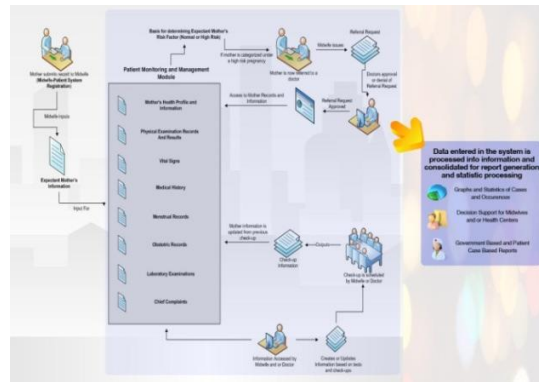 Basis for determining Expectant Mother's
Risk Factor (Normal or High Risk)
Referral Request
Midwife issues
If mother is categorized under
a high risk pregnancy
Mother is now referred to a
doctor
Doctors approval
or denial of
Referral Request
Mother submits oneself to Midwife
(Midwife-Patient System
Registration)
Midwife inputs
Expectant Mother's
Information
Input For
Patient Monitoring and Management
Module
Mother's Health Profile and
Information
Physical Examination Records
And Results
Vital Signs
Medical History
Menstrual Records
Obstetric Records
Laboratory Examinations
Chief Complaints
Access to Mother Records and
Information
Referral Request
Approved
Mother information is
updated from previous
check-up
Check-up
Information
Outputs
Check-up is scheduled
by Midwife or Doctor
Information Accessed by
Midwife and or Doctor
Creates or Updates
Information based on tests
and check-ups
Data entered in the system is
processed into information and
consolidated for report generation
and statistic processing
Graphs and Statistics of Cases
and Occurences
Decision Support for Midwives
and or Health Centers
Government Based and Patient
Case Based Reports